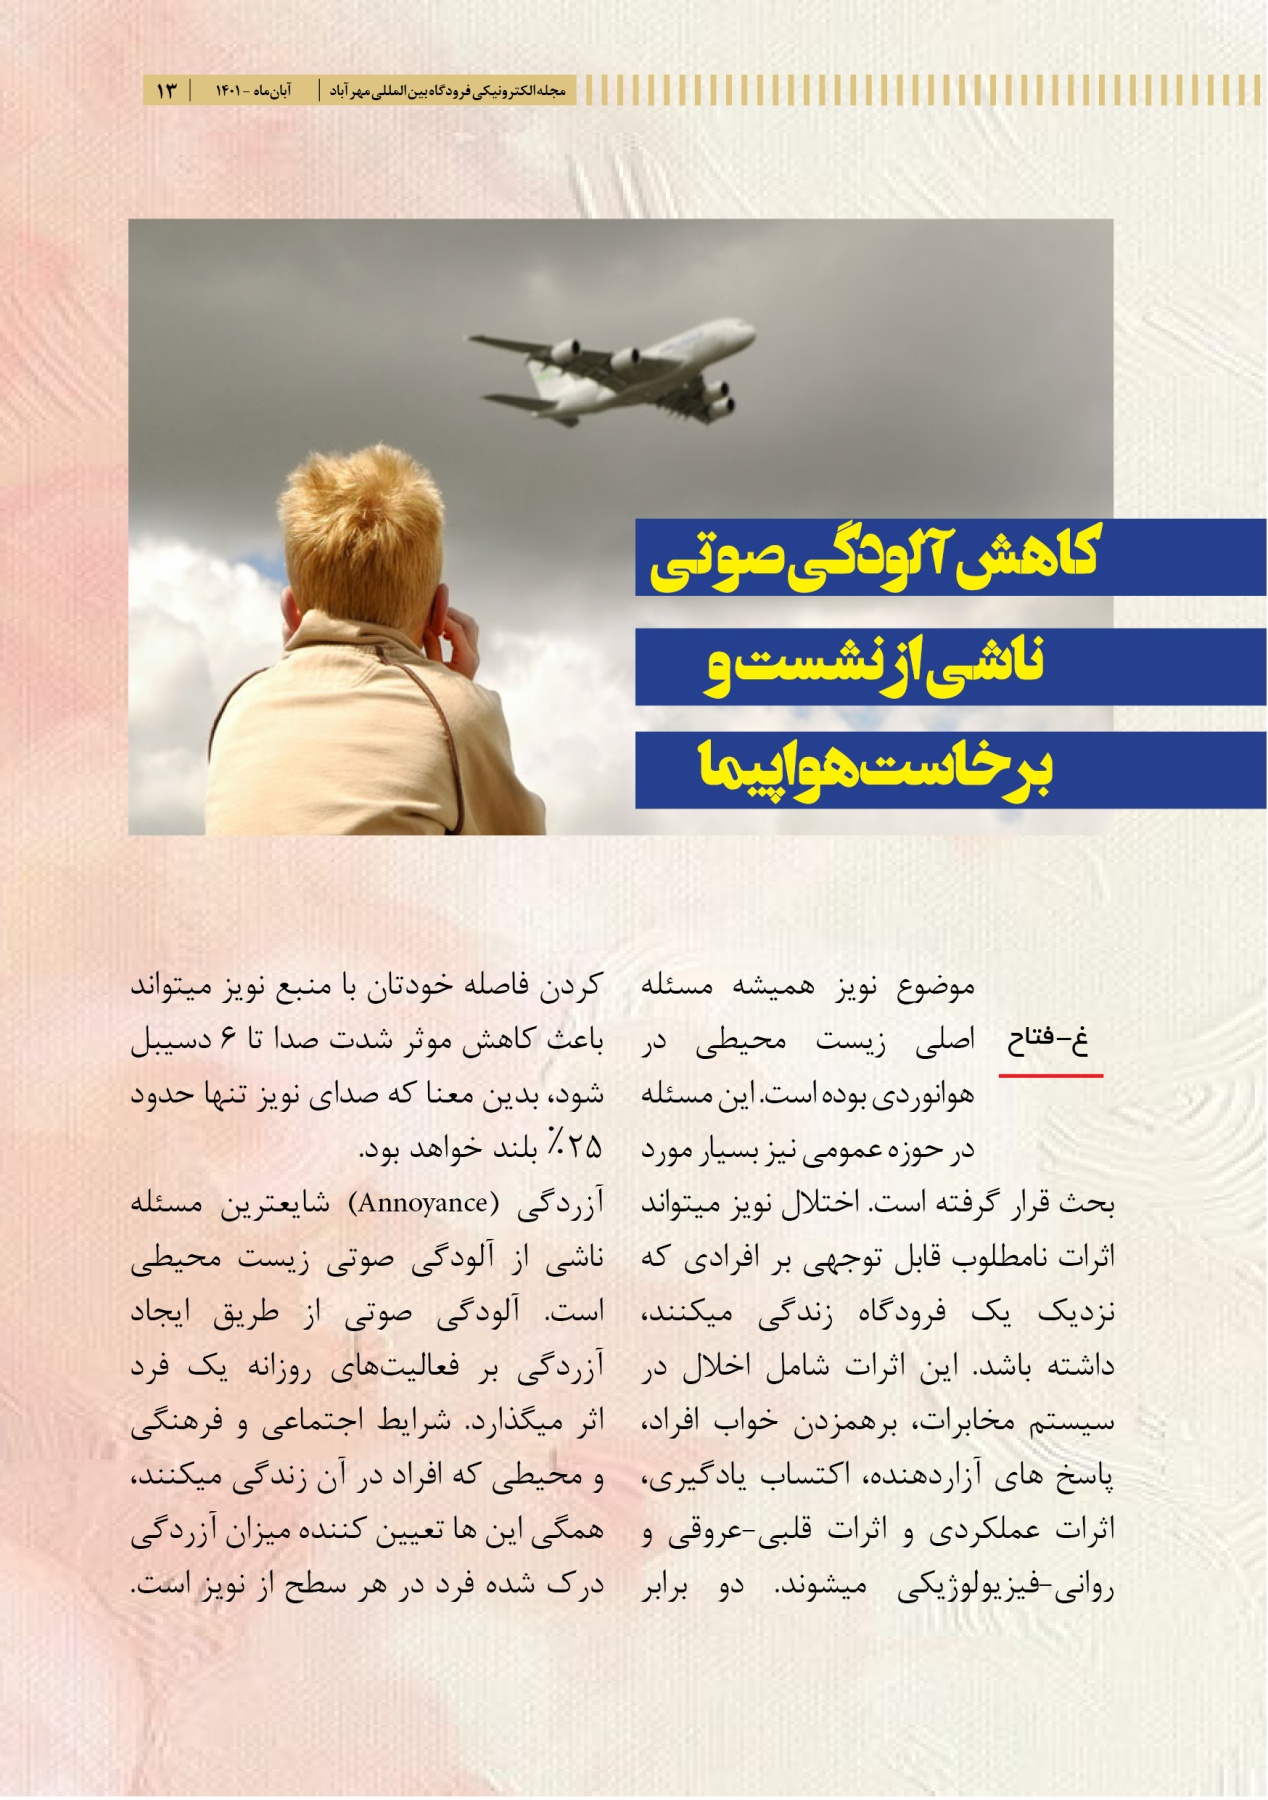 مجله الکترونیکی فرودگاه بین المللی مهرآباد | آبان‌ماه - ۱۴۰۱ | ۱۳
کاهش آلودگی صوتی
ناشی از نشست و
برخاست هواپیما
غ-فتاح
موضوع نویز همیشه مسئله
اصلی زیست محیطی در
هوانوردی بوده است. این مسئله
در حوزه عمومی نیز بسیار مورد
بحث قرار گرفته است. اختلال نویز میتواند
اثرات نامطلوب قابل توجهی بر افرادی که
نزدیک یک فرودگاه زندگی میکنند،
داشته باشد. این اثرات شامل اخلال در
سیستم مخابرات، برهمزدن خواب افراد،
پاسخ های آزاردهنده، اکتساب یادگیری،
اثرات عملکردی و اثرات قلبی-عروقی و
روانی-فیزیولوژیکی میشوند. دو برابر
کردن فاصله خودتان با منبع نویز میتواند
باعث کاهش موثر شدت صدا تا ۶ دسیبل
شود، بدین معنا که صدای نویز تنها حدود
۲۵٪ بلند خواهد بود.
آزردگی (Annoyance) شایعترین مسئله
ناشی از آلودگی صوتی زیست محیطی
است. آلودگی صوتی از طریق ایجاد
آزردگی بر فعالیت‌های روزانه یک فرد
اثر میگذارد. شرایط اجتماعی و فرهنگی
و محیطی که افراد در آن زندگی میکنند،
همگی این ها تعیین کننده میزان آزردگی
درک شده فرد در هر سطح از نویز است.